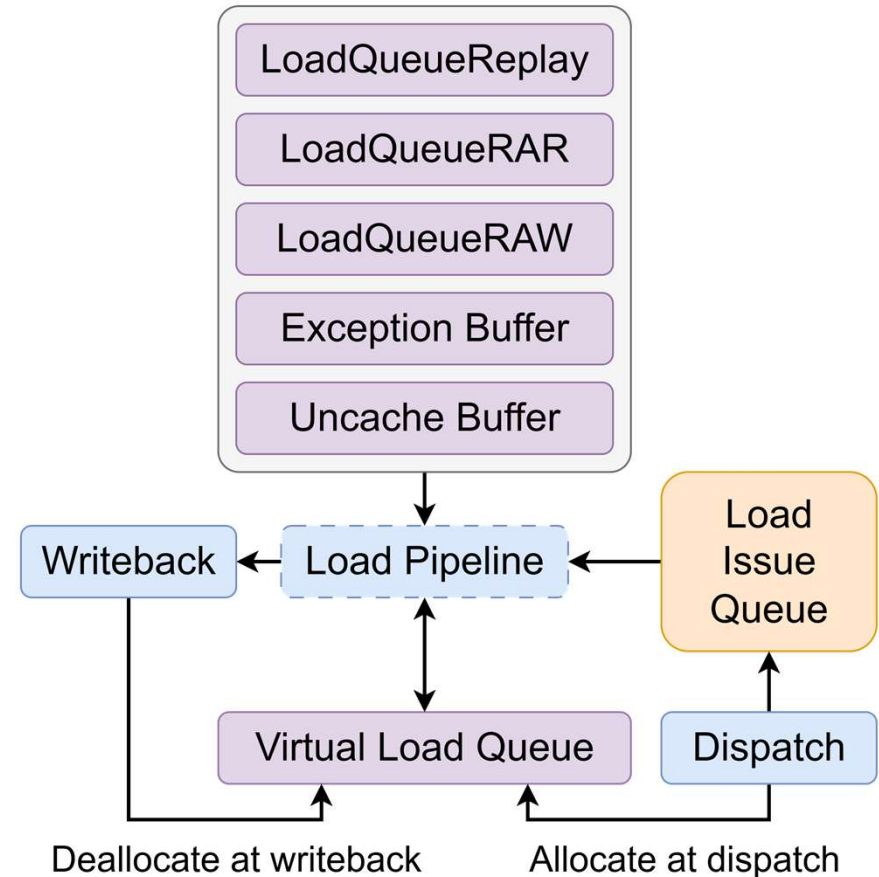 LoadQueueReplay
LoadQueueRAR
LoadQueueRAW
Exception Buffer
Uncache Buffer
Writeback
Load Pipeline
Load
Issue
Queue
Virtual Load Queue
Dispatch
Deallocate at writeback
Allocate at dispatch